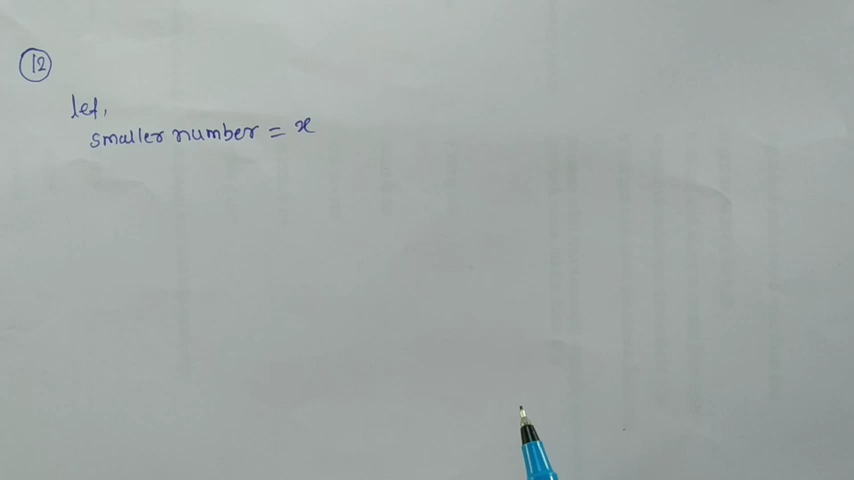 12
let,
smaller number = x